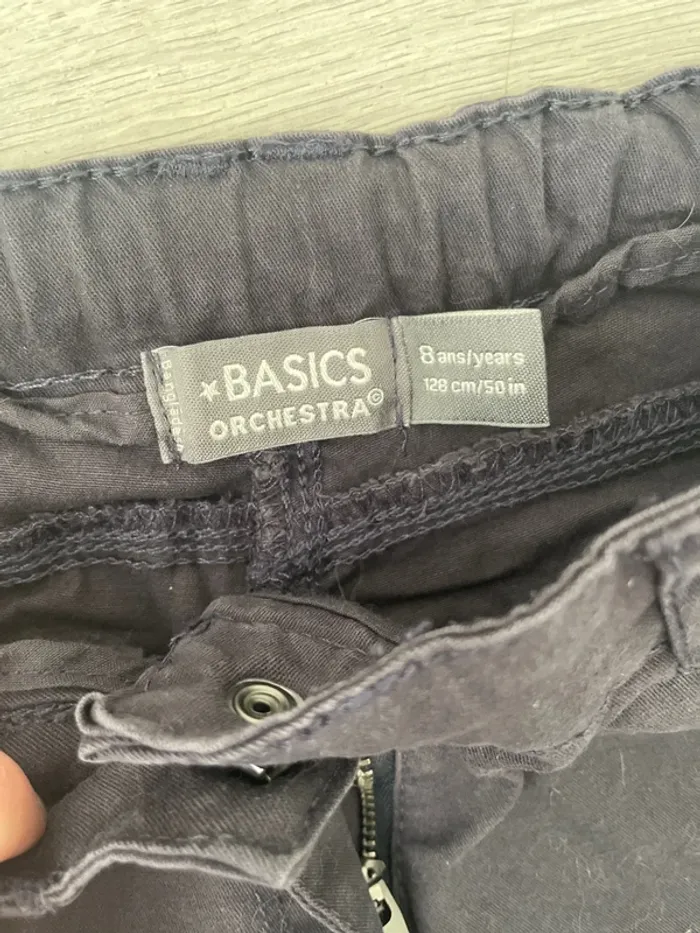 ★BASICS
ORCHESTRA©
8 ans/years
128 cm/50 in